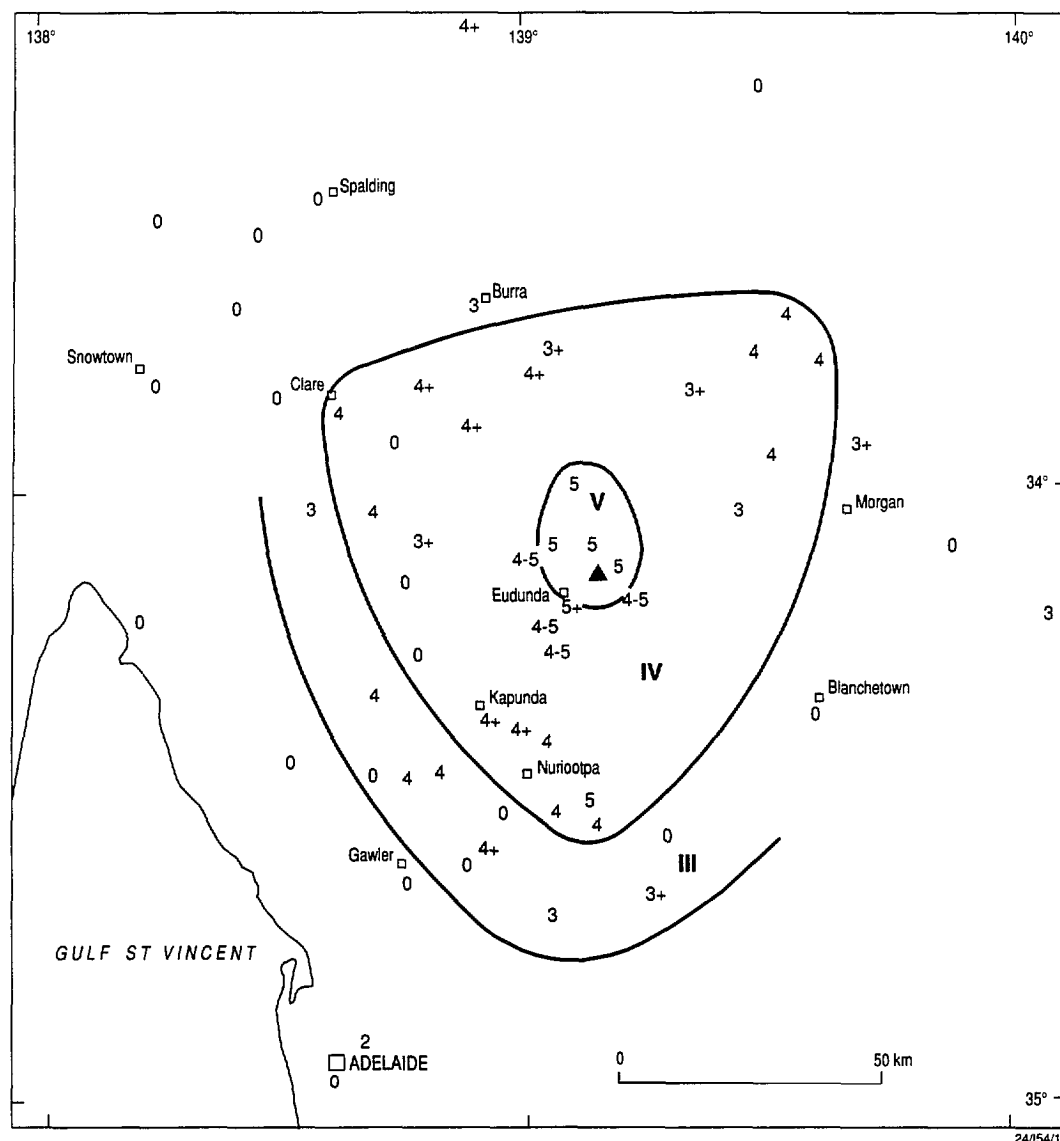 138° 4+ 139° 140°
0
0 Spalding
0
0
Burra
3
0
4
Snowtown
3+ 4 4
4+
0 Clare 4+ 3+
0
4
4+
0 3+
4
5 34°
V
3 4 3 Morgan
3+ 5 5 0
4-5
5
0 Eudunda
5+ 4-5
3
0 4-5
4-5
0
IV
4 Kapunda Blanchetown
0
4+ 4+
4
0 0 4 4 Nuriootpa
5
0 4
4
0
Gawler 4+ III
0
0
3+
3
GULF ST VINCENT
2
0 50 km
ADELAIDE
0
35°